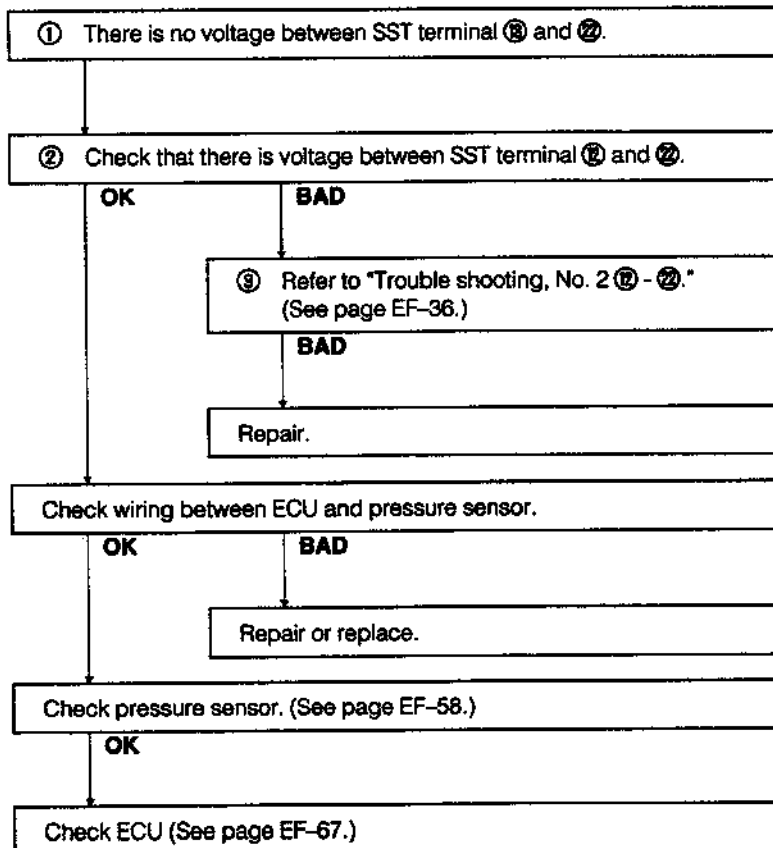 ① There is no voltage between SST terminal and ㉒.
② Check that there is voltage between SST terminal ⑫ and ㉒.
OK BAD
③ Refer to "Trouble shooting, No. 2 ⑫ - ㉒."
(See page EF–36.)
BAD
Repair.
Check wiring between ECU and pressure sensor.
OK BAD
Repair or replace.
Check pressure sensor. (See page EF–58.)
OK
Check ECU (See page EF–67.)